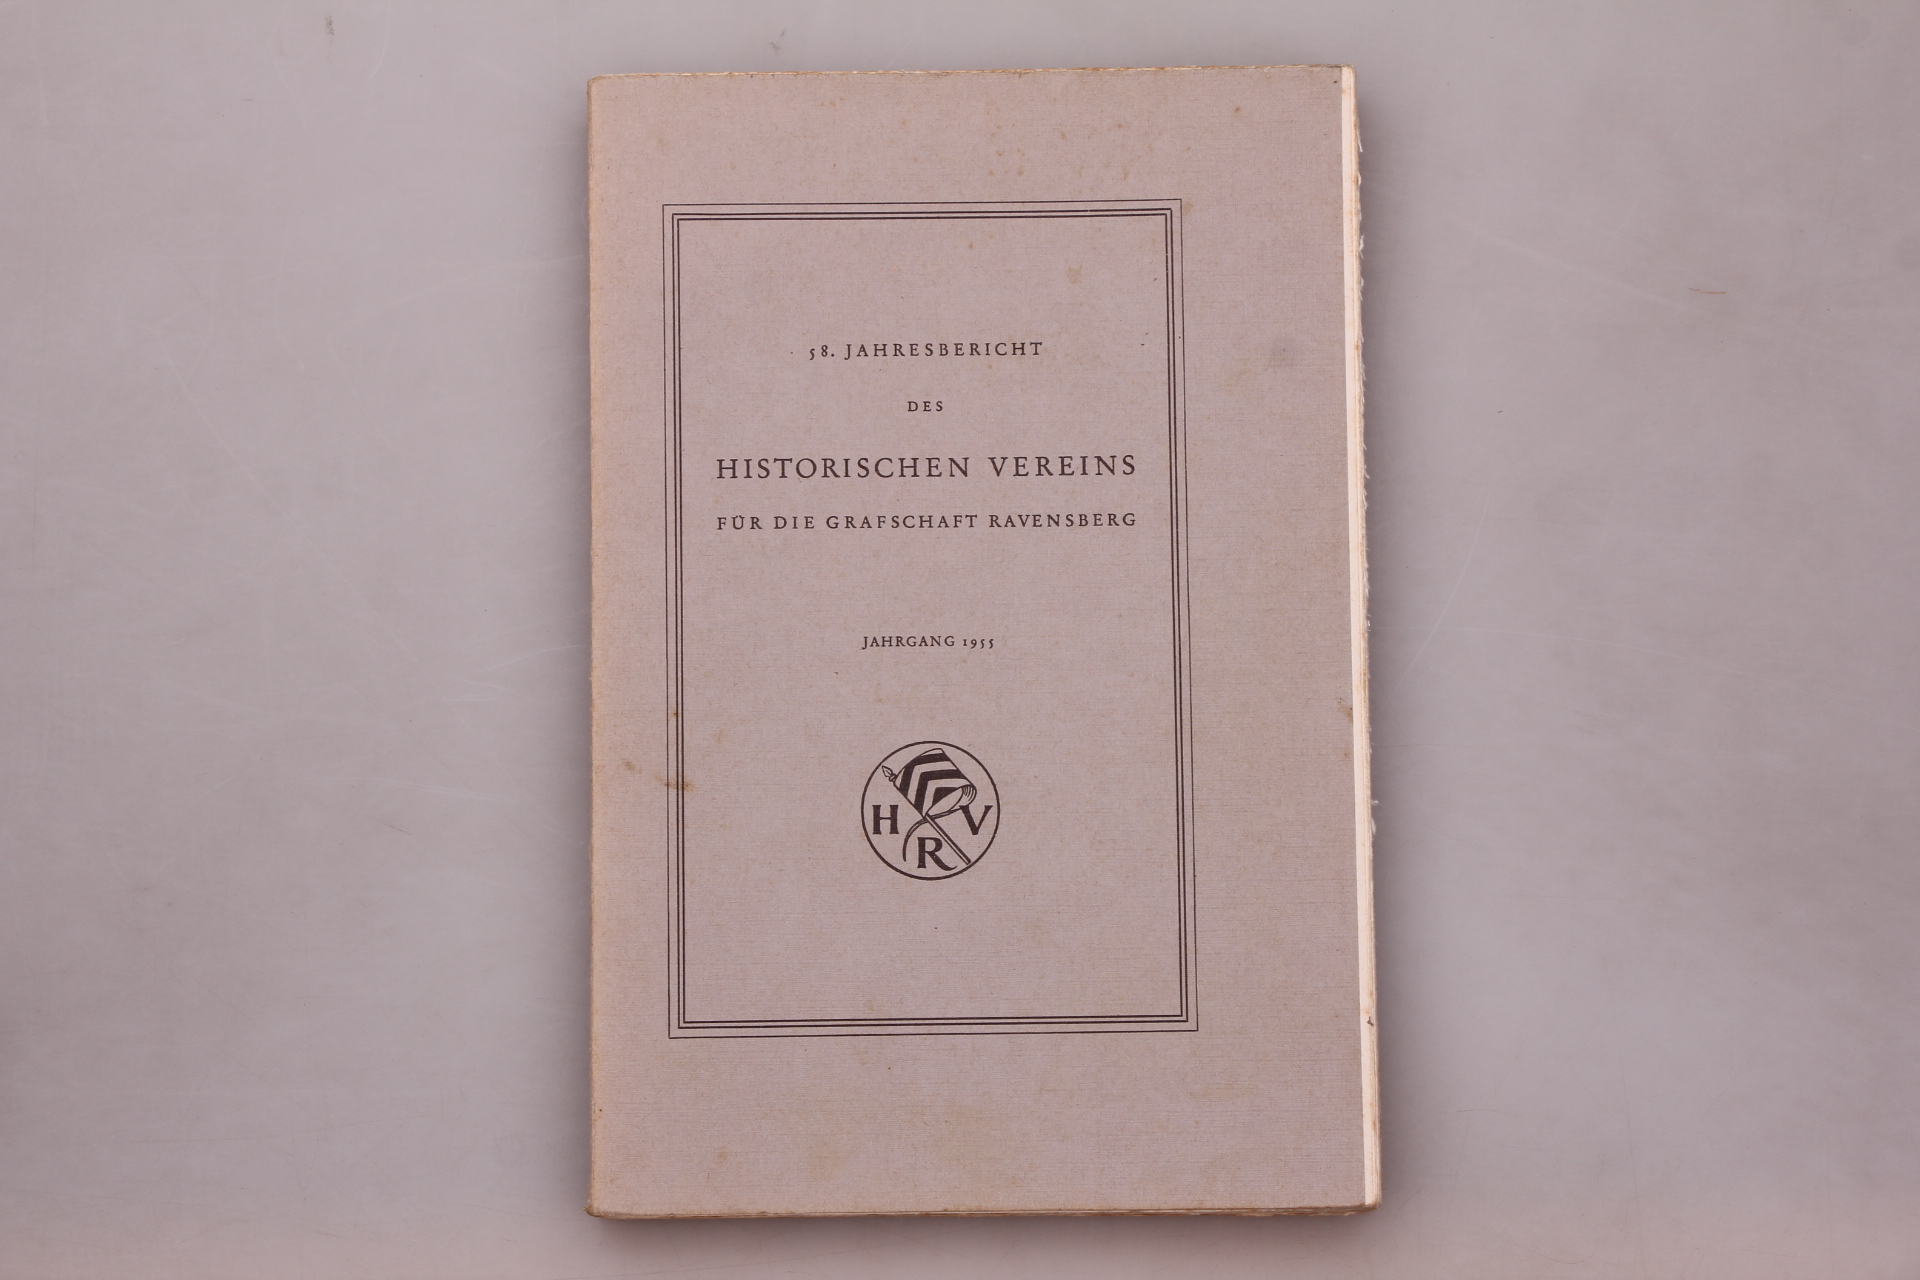 58. JAHRESBERICHT
DES
HISTORISCHEN VEREINS
FÜR DIE GRAFSCHAFT RAVENSBERG
JAHRGANG 1955
H V
R